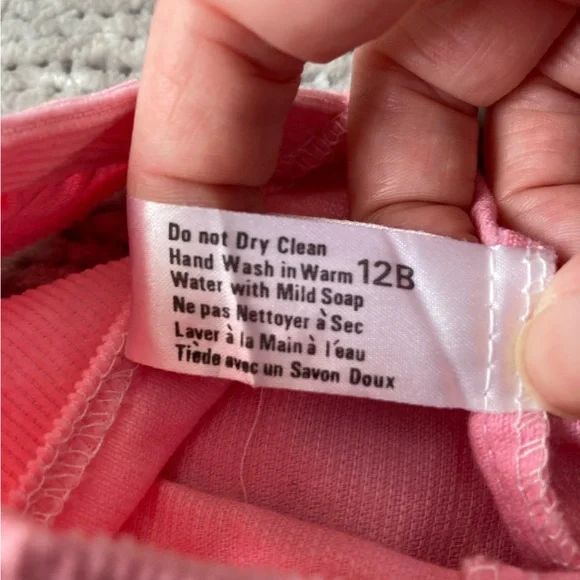 Do not Dry Clean
Hand Wash in Warm 12B
Water with Mild Soap
Ne pas Nettoyer à Sec
Laver à la Main à l'eau
Tiède avec un Savon Doux